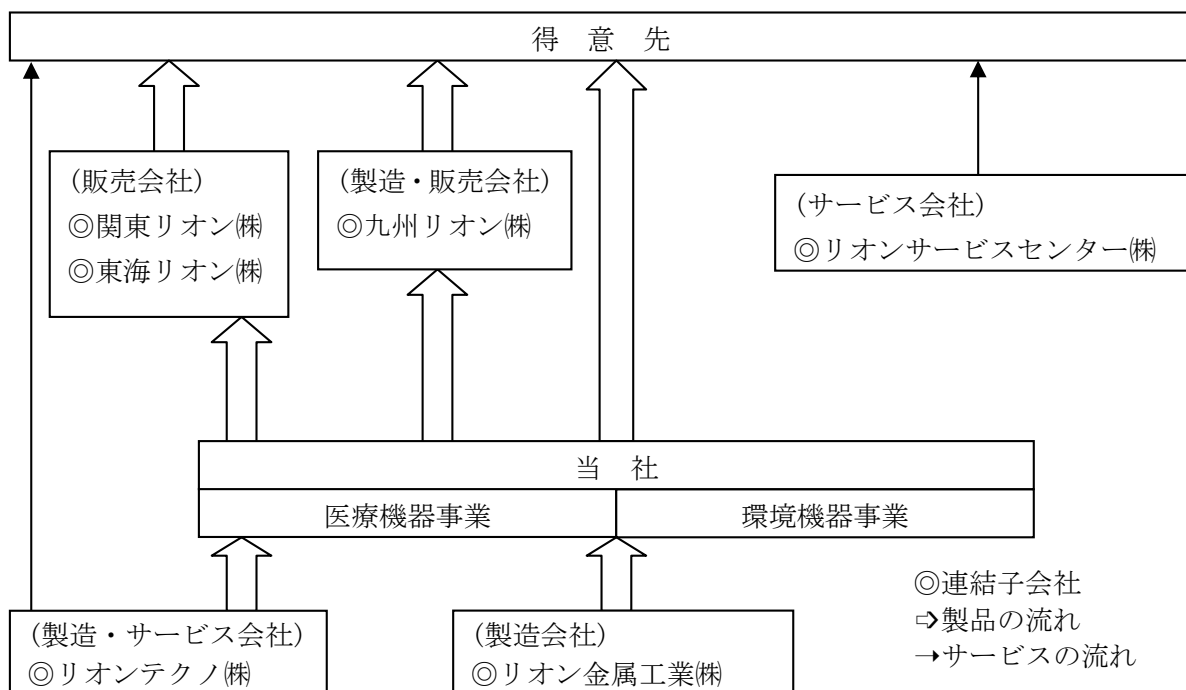 得 意 先
(販売会社)
◎関東リオン㈱
◎東海リオン㈱
(製造・販売会社)
◎九州リオン㈱
(サービス会社)
◎リオンサービスセンター㈱
当 社
医療機器事業
環境機器事業
(製造・サービス会社)
◎リオンテクノ㈱
(製造会社)
◎リオン金属工業㈱
◎連結子会社
⇨製品の流れ
→サービスの流れ